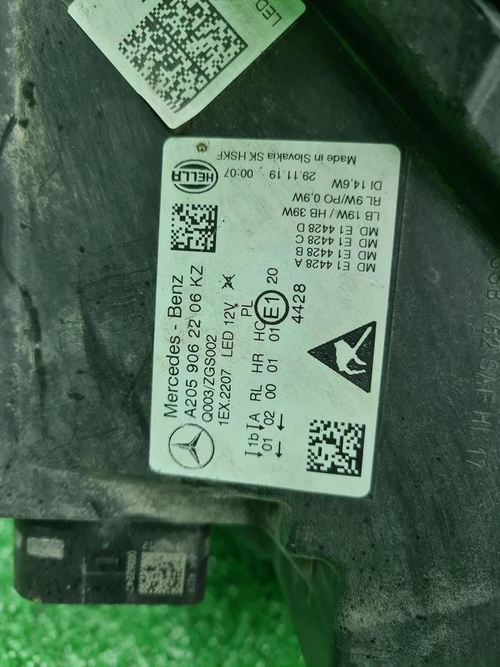 LED
HELLA
Made in Slovakia SK HSKF
29.11.19 00:07
DI 14,6W
RL 9W/PO 0,9W
LB 19W / HB 39W
MD E1 4428 D
MD E1 4428 C
MD E1 4428 B
MD E1 4428 A
Mercedes - Benz
A205 906 22 06 KZ
Q003/ZGS002
1EX.2207 LED 12V
PL
1b A RL HR HC E1 20
01 02 00 01 01
4428